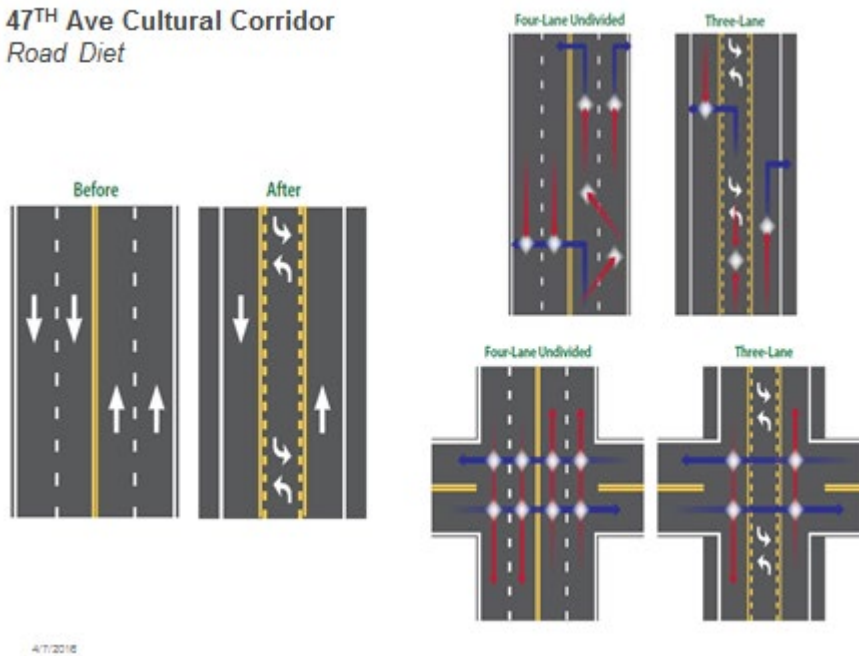 47TH Ave Cultural Corridor
Road Diet
Four-Lane Undivided
Three-Lane
Before
After
Four-Lane Undivided
Three-Lane
4/7/2016